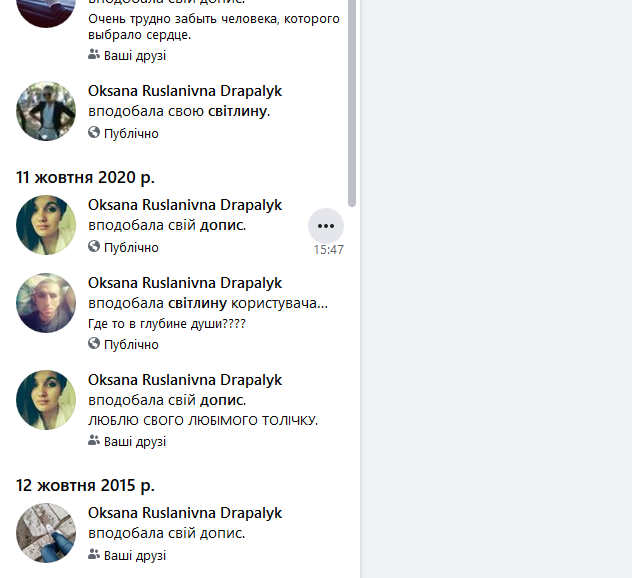 вподобала свій допис.
Очень трудно забыть человека, которого
выбрало сердце.
Ваші друзі
Oksana Ruslanivna Drapalyk
вподобала свою світлину.
Публічно
11 жовтня 2020 р.
Oksana Ruslanivna Drapalyk
вподобала свій допис.
Публічно
15:47
Oksana Ruslanivna Drapalyk
вподобала світлину користувача...
Где то в глубине души????
Публічно
Oksana Ruslanivna Drapalyk
вподобала свій допис.
ЛЮБЛЮ СВОГО ЛЮБІМОГО ТОЛІЧКУ.
Ваші друзі
12 жовтня 2015 р.
Oksana Ruslanivna Drapalyk
вподобала свій допис.
Ваші друзі